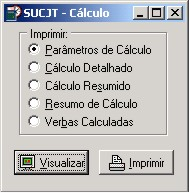 SUCJT - Cálculo
Imprimir:
Parâmetros de Cálculo
Cálculo Detalhado
Cálculo Resumido
Resumo de Cálculo
Verbas Calculadas
Visualizar
Imprimir